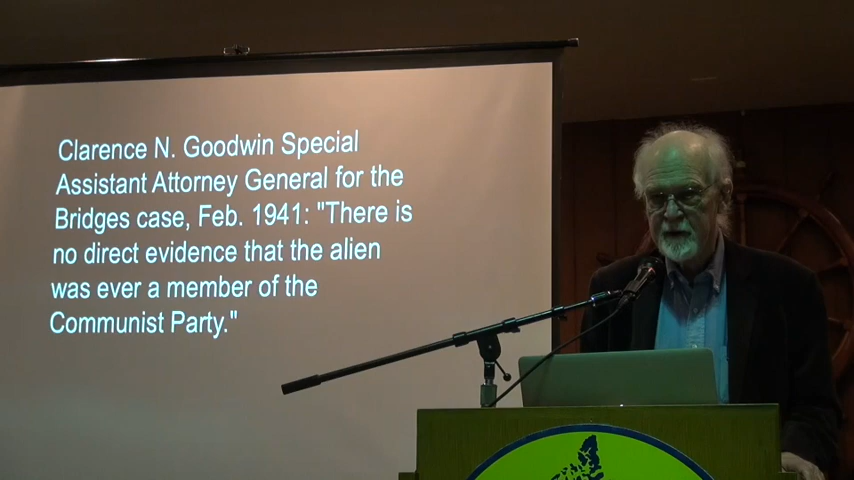 Clarence N. Goodwin Special
Assistant Attorney General for the
Bridges case, Feb. 1941: "There is
no direct evidence that the alien
was ever a member of the
Communist Party."